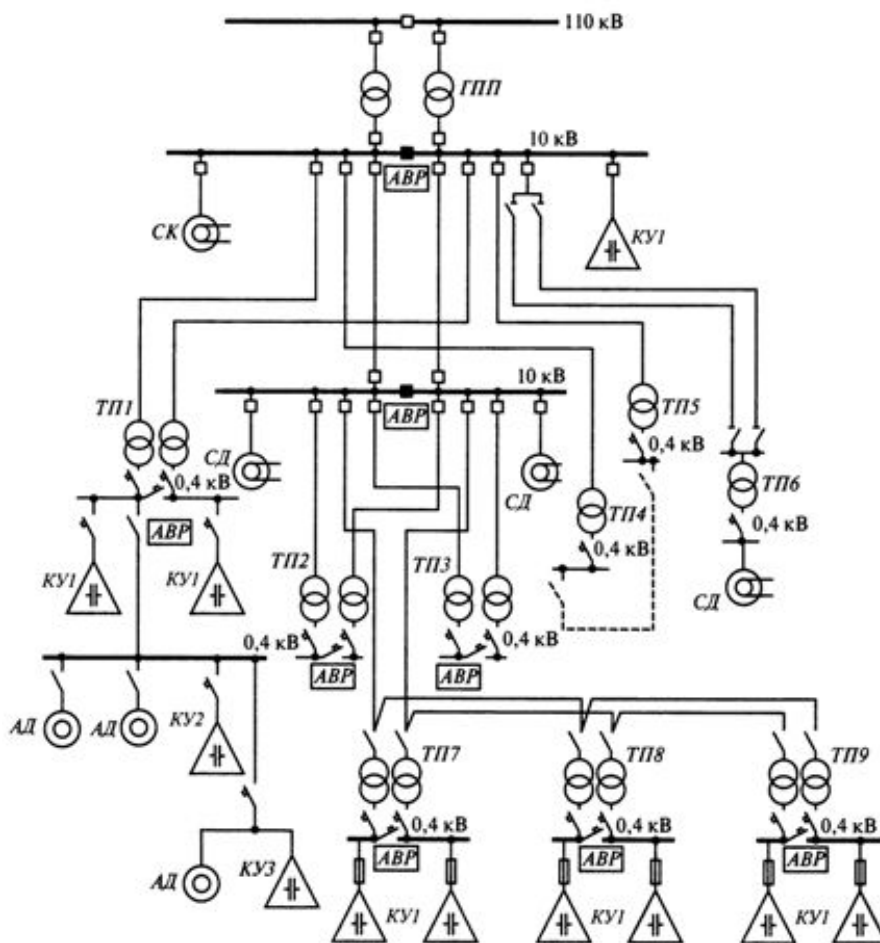 110 кВ
ГПП
10 кВ
АВР
СК
КУ1
10 кВ
АВР
ТП1
ТП5
0,4 кВ
СД
0,4 кВ
АВР
СД
ТП4
ТП6
0,4 кВ
0,4 кВ
КУ1
КУ1
ТП2
ТП3
СД
0,4 кВ
0,4 кВ
0,4 кВ
АВР
АВР
АД
АД
КУ2
ТП7
ТП8
ТП9
АД
КУ3
0,4 кВ
0,4 кВ
0,4 кВ
АВР
АВР
АВР
КУ1
КУ1
КУ1